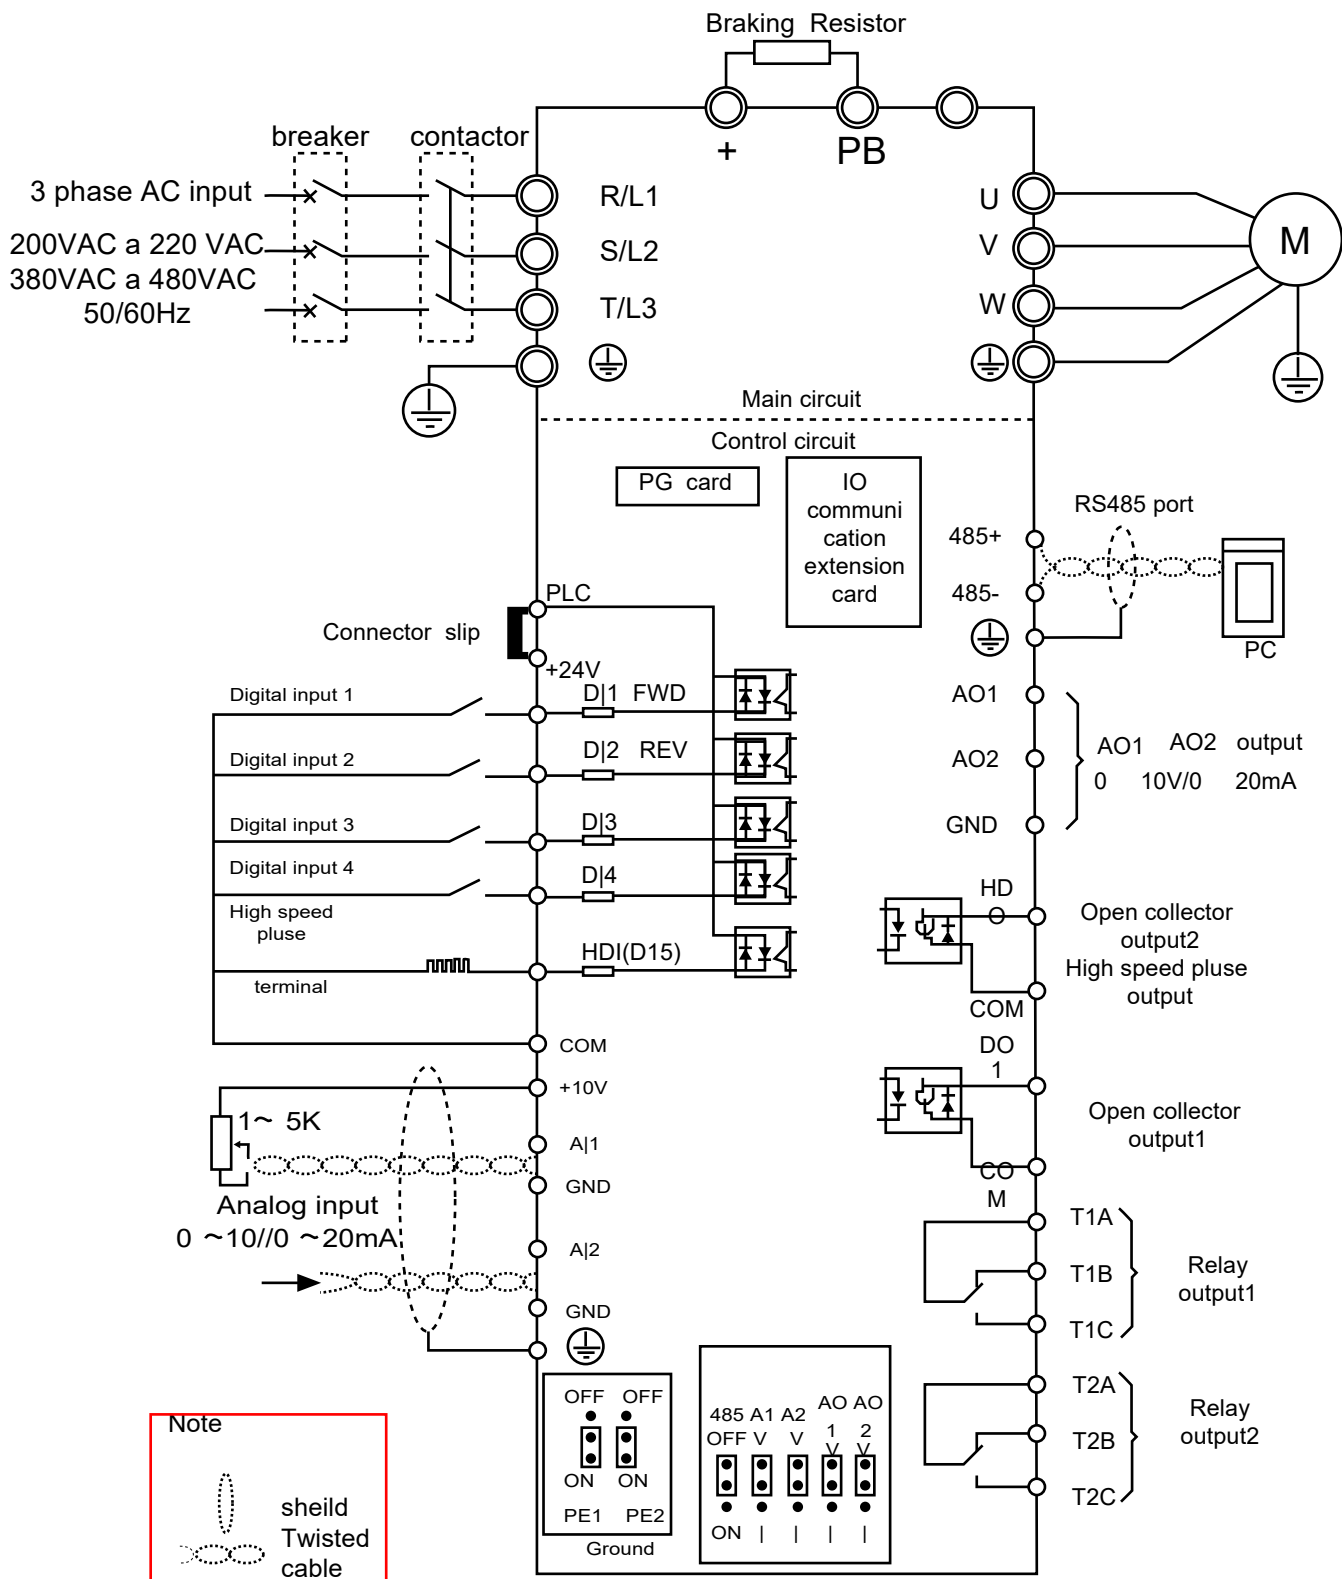 Braking Resistor
breaker
contactor
+
PB
3 phase AC input
R/L1
U
200VAC a 220 VAC
S/L2
V
M
380VAC a 480VAC
T/L3
W
50/60Hz
Main circuit
Control circuit
PG card
IO
communi
cation
extension
card
RS485 port
485+
485-
PC
PLC
Connector slip
+24V
Digital input 1
D|1 FWD
AO1
Digital input 2
D|2 REV
AO2
AO1 AO2 output
0 10V/0 20mA
Digital input 3
D|3
GND
Digital input 4
D|4
High speed
pluse
HD
O
Open collector
output2
High speed pluse
output
HDI(D15)
terminal
COM
COM
DO
1
+10V
1~ 5K
A|1
Open collector
output1
GND
CO
M
Analog input
0 ~10//0 ~20mA
A|2
GND
T1A
T1B
T1C
Relay
output1
T2A
T2B
T2C
Relay
output2
OFF OFF
ON ON
PE1 PE2
Ground
485 A1 A2 AO AO
OFF V V 1 2
V V
ON | | | |
Note
sheild
Twisted
cable